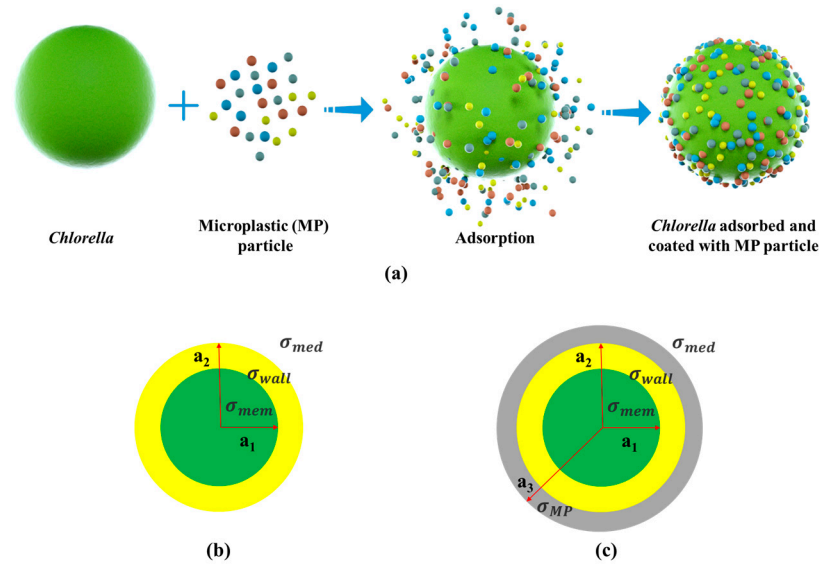 Chlorella
Microplastic (MP)
particle
Adsorption
Chlorella adsorbed and
coated with MP particle
(a)
σmed
a2
σwall
σmem
a1
(b)
σmed
a2
σwall
σmem
a1
a3
σMP
(c)